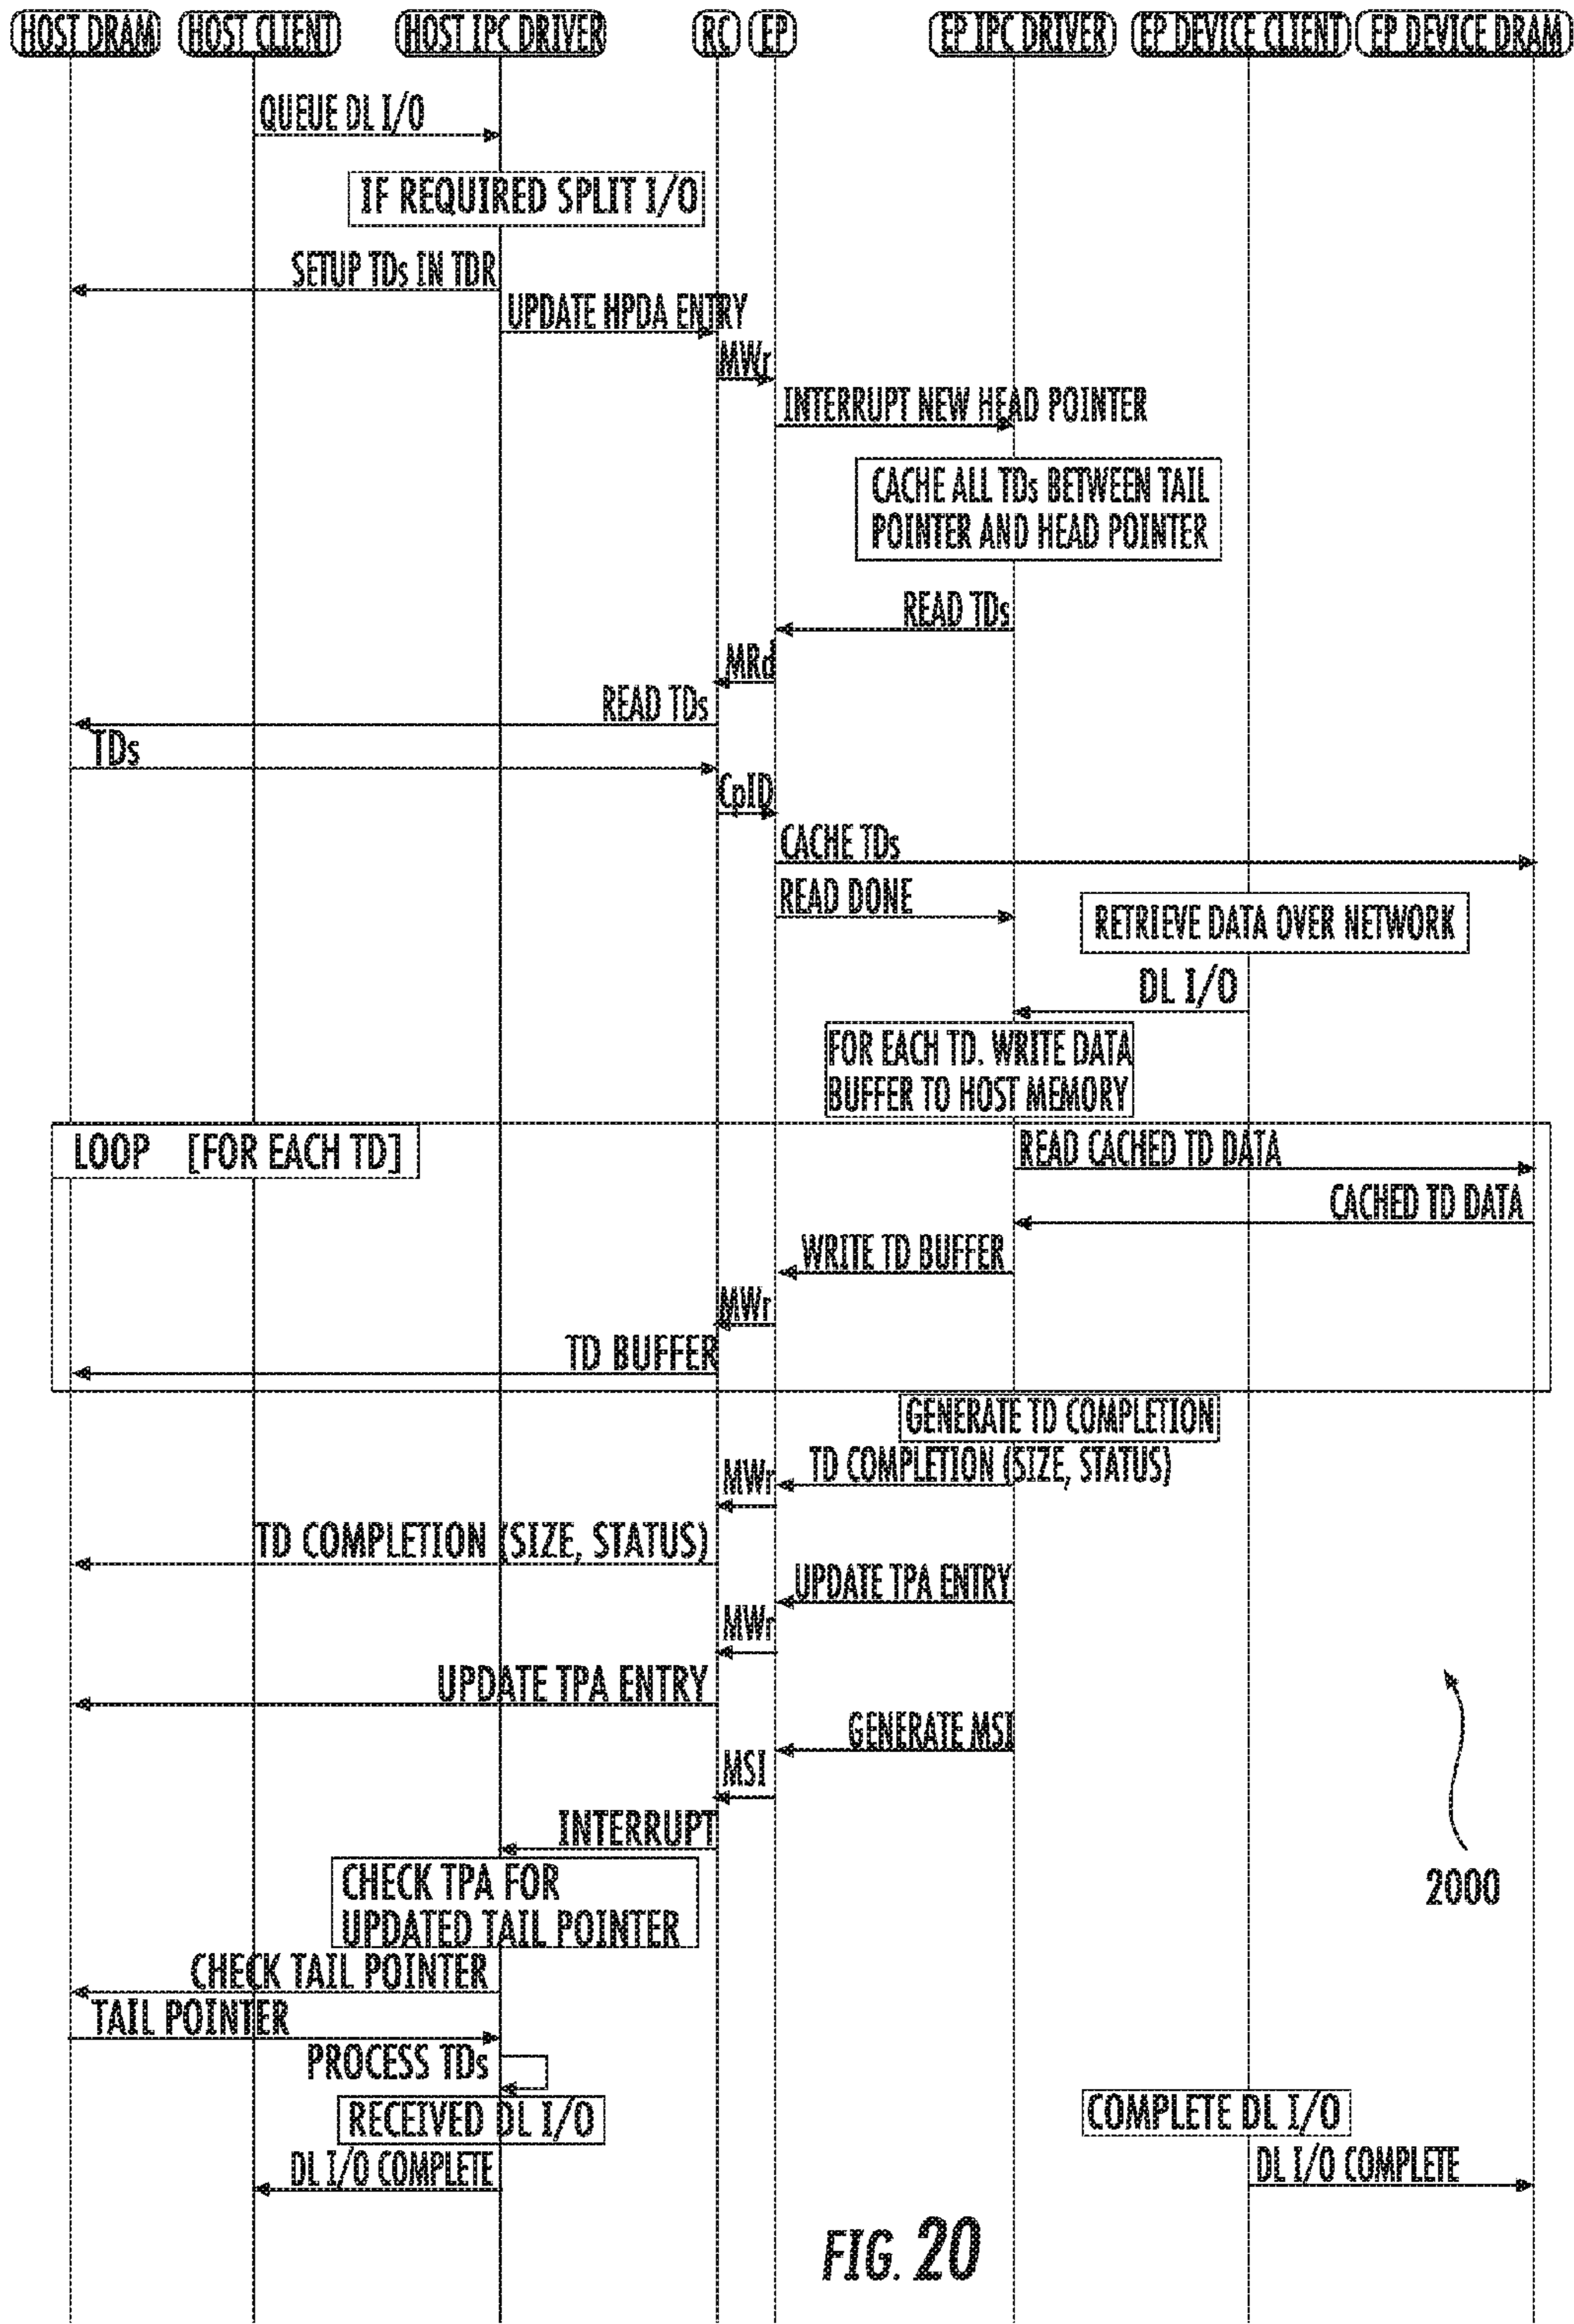 HOST DRAM
HOST CLIENT
HOST IPC DRIVER
RC
EP
EP IPC DRIVER
EP DEVICE CLIENT
EP DEVICE DRAM
QUEUE DL I/O
IF REQUIRED SPLIT I/O
SETUP TDs IN TDR
UPDATE HPDA ENTRY
MWr
INTERRUPT NEW HEAD POINTER
CACHE ALL TDs BETWEEN TAIL
POINTER AND HEAD POINTER
READ TDs
MRd
READ TDs
TDs
CplD
CACHE TDs
READ DONE
RETRIEVE DATA OVER NETWORK
DL I/O
FOR EACH TD. WRITE DATA
BUFFER TO HOST MEMORY
LOOP [FOR EACH TD]
READ CACHED TD DATA
CACHED TD DATA
WRITE TD BUFFER
MWr
TD BUFFER
GENERATE TD COMPLETION
TD COMPLETION (SIZE, STATUS)
MWr
TD COMPLETION (SIZE, STATUS)
UPDATE TPA ENTRY
MWr
UPDATE TPA ENTRY
GENERATE MSI
MSI
INTERRUPT
CHECK TPA FOR
UPDATED TAIL POINTER
2000
CHECK TAIL POINTER
TAIL POINTER
PROCESS TDs
RECEIVED DL I/O
COMPLETE DL I/O
DL I/O COMPLETE
DL I/O COMPLETE
FIG. 20